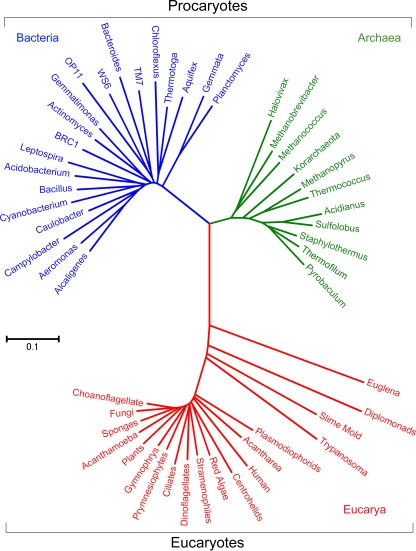 Procaryotes
Bacteria
Archaea
OP11
WS6
Bacteroides
TM7
Chloroflexus
Thermotoga
Aquifex
Gemmata
Planctomyces
Gemmatimonas
Actinomyces
BRC1
Leptospira
Acidobacterium
Bacillus
Cyanobacterium
Caulobacter
Campylobacter
Aeromonas
Alcaligenes
Halovivax
Methanobrevibacter
Methanococcus
Korarchaeota
Methanopyrus
Thermococcus
Acidianus
Sulfolobus
Staphylothermus
Thermofilum
Pyrobaculum
0.1
Euglena
Diplomonads
Slime Mold
Trypanosoma
Plasmodiophorids
Acantharea
Human
Centrohelids
Red Algae
Stramenophiles
Dinoflagellates
Ciliates
Prymnesiophytes
Gymnophrys
Plants
Acanthamoeba
Sponges
Fungi
Choanoflagellate
Eucarya
Eucaryotes